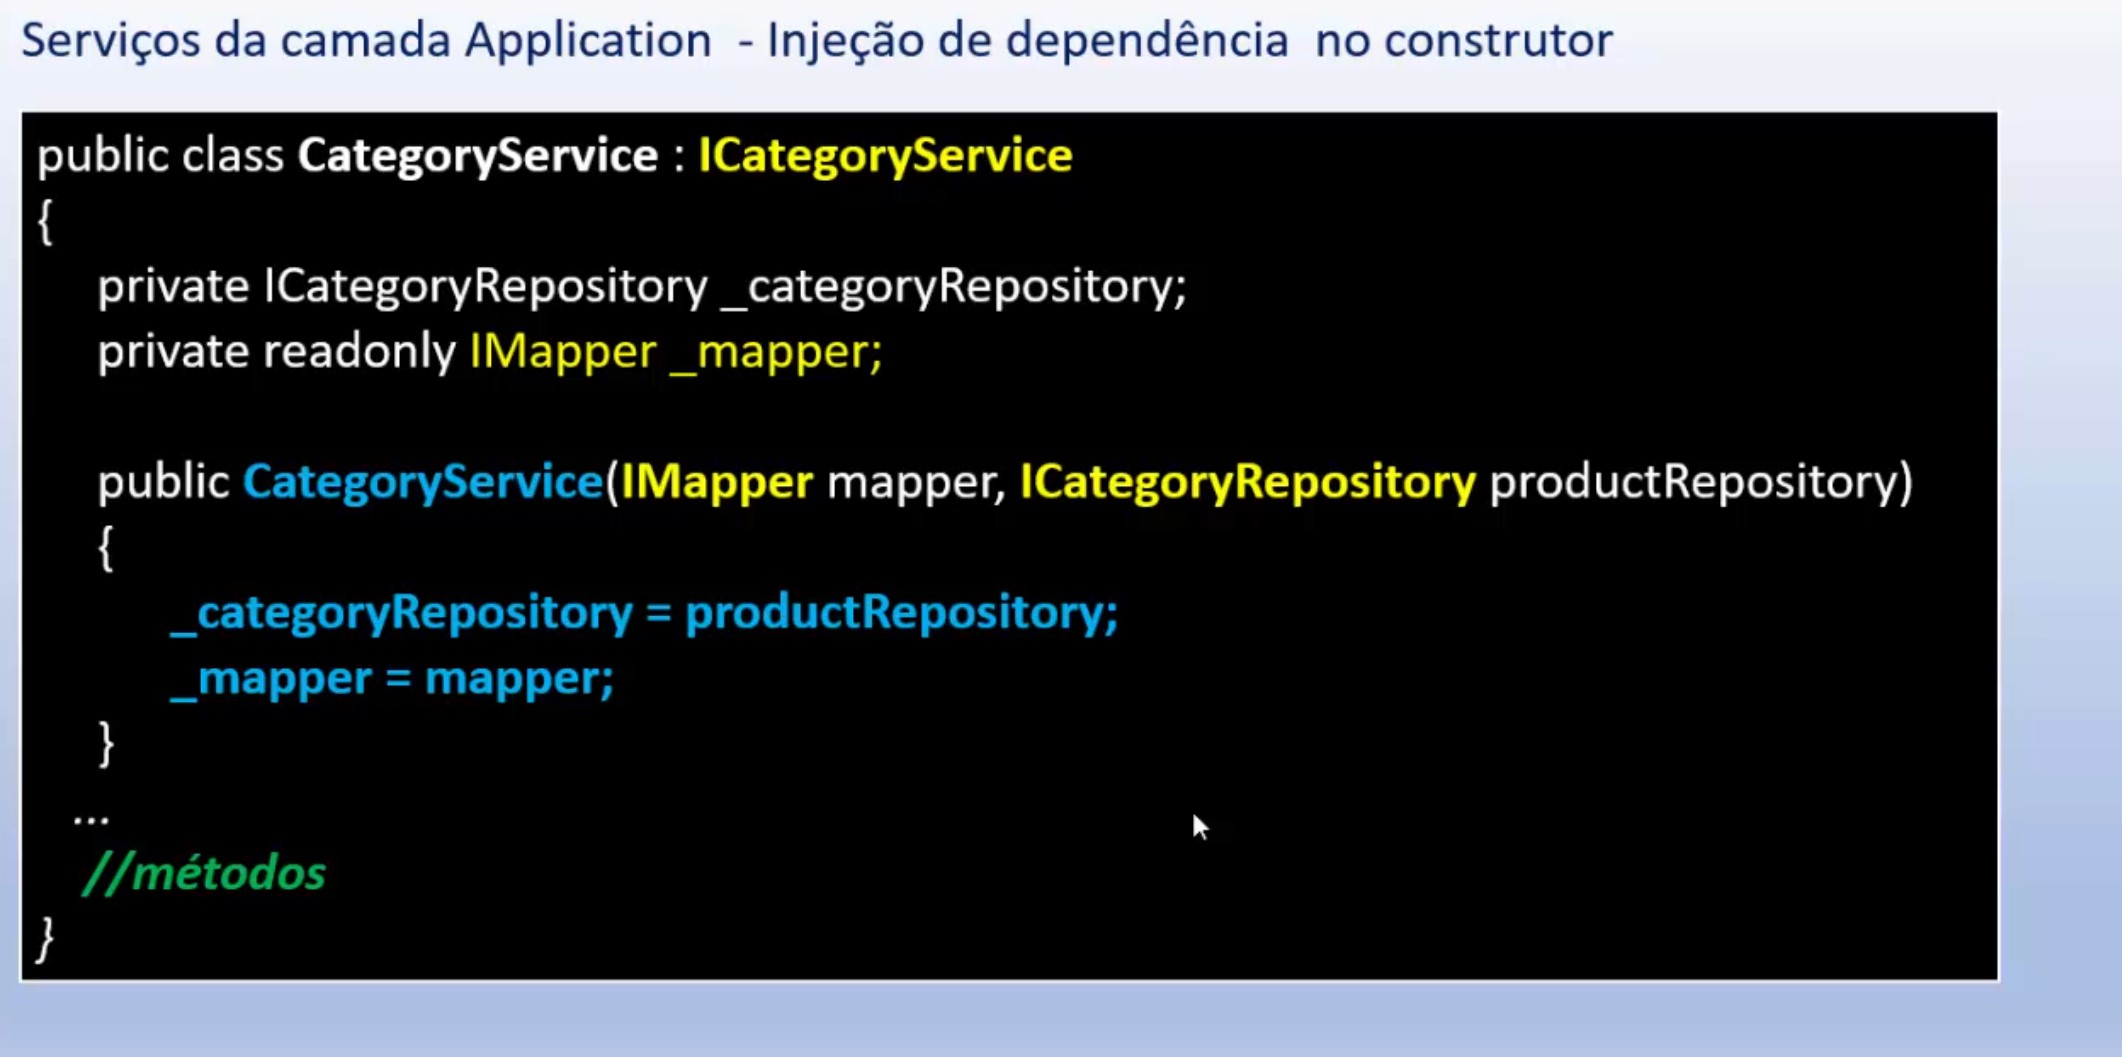 Serviços da camada Application - Injeção de dependência no construtor
public class CategoryService : ICategoryService
{
private ICategoryRepository _categoryRepository;
private readonly IMapper _mapper;
public CategoryService(IMapper mapper, ICategoryRepository productRepository)
{
_categoryRepository = productRepository;
_mapper = mapper;
}
...
//métodos
}